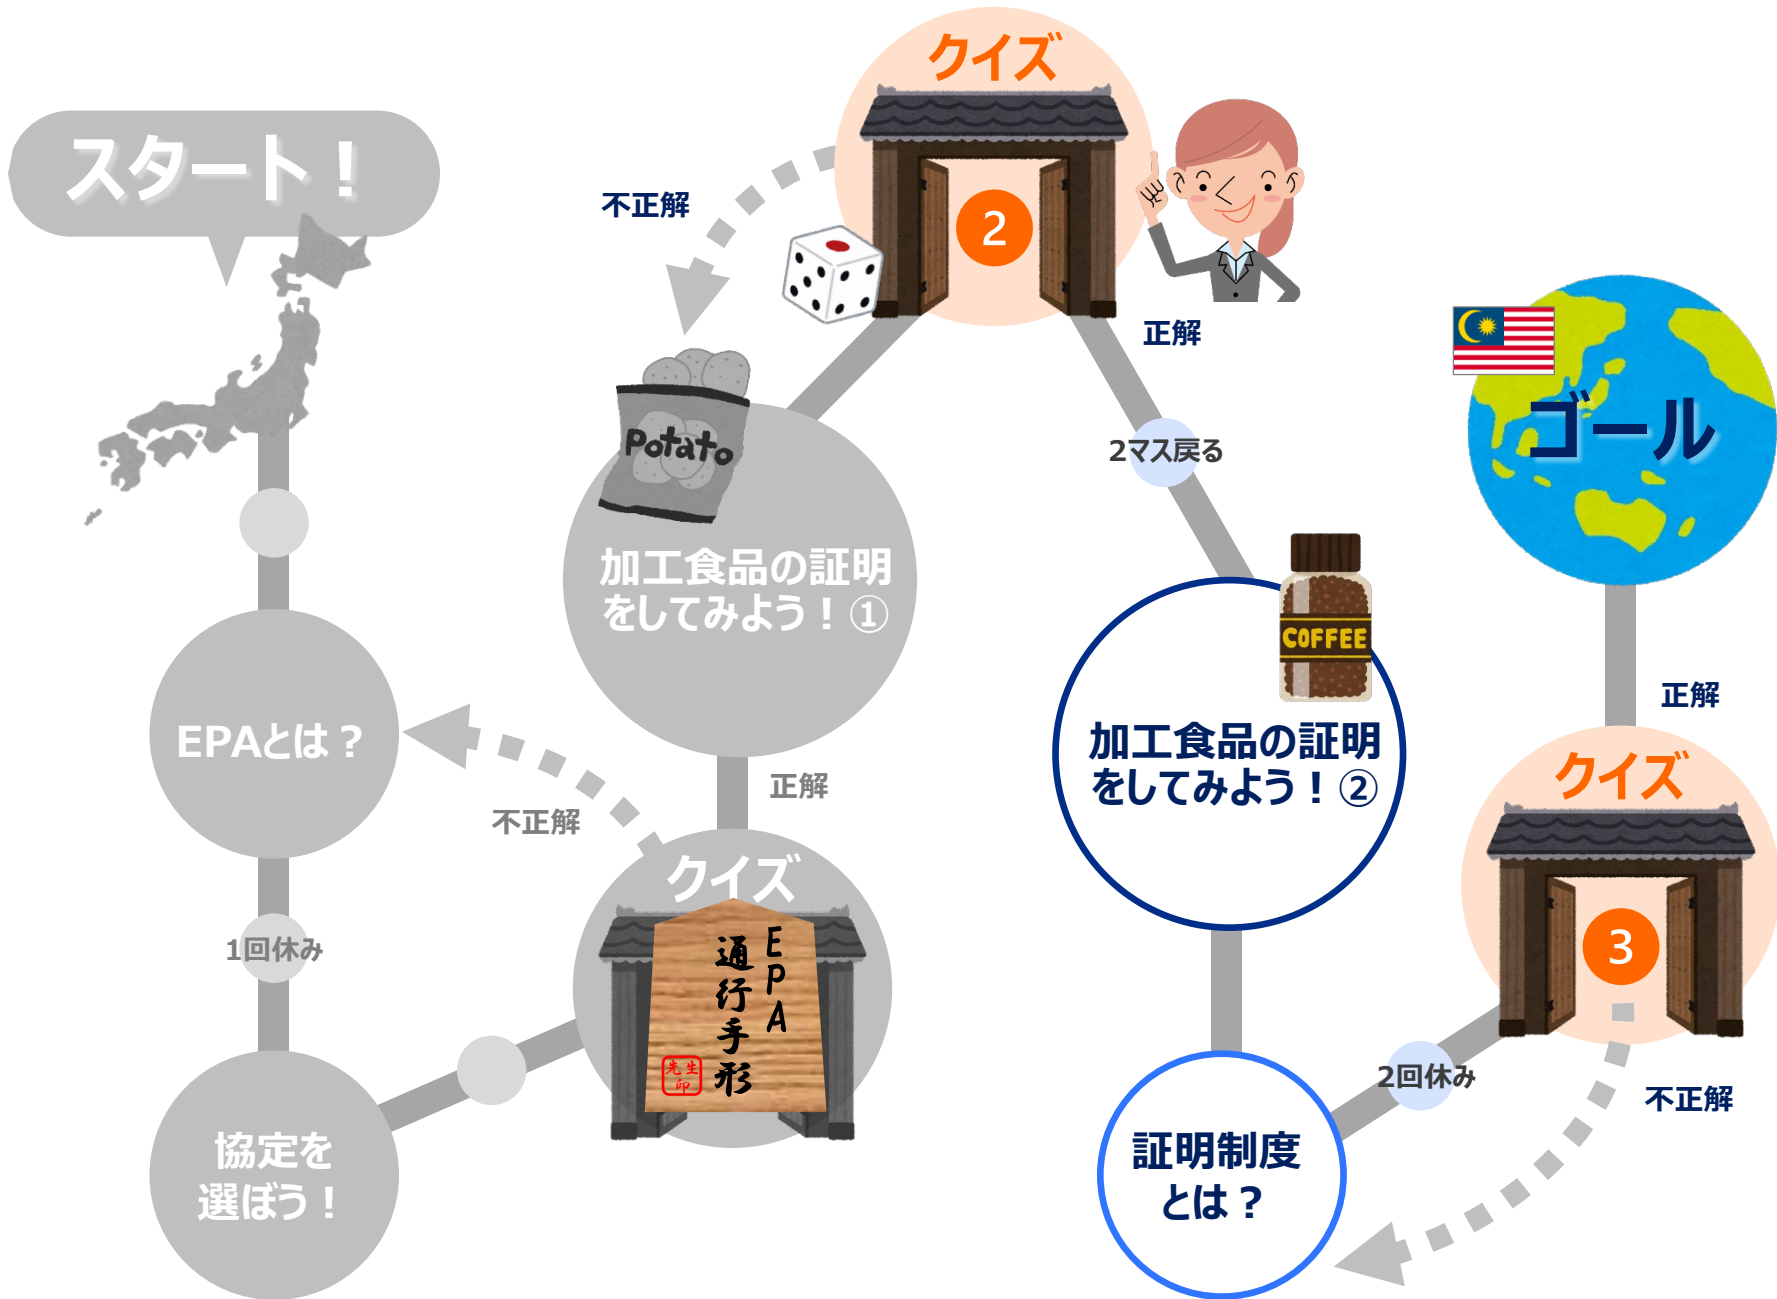 スタート！
EPAとは？
1回休み
協定を
選ぼう！
クイズ
EPA
通行手形
先生
印
不正解
正解
potato
加工食品の証明
をしてみよう！①
クイズ
2
不正解
正解
2マス戻る
COFFEE
加工食品の証明
をしてみよう！②
証明制度
とは？
2回休み
クイズ
3
不正解
正解
ゴール